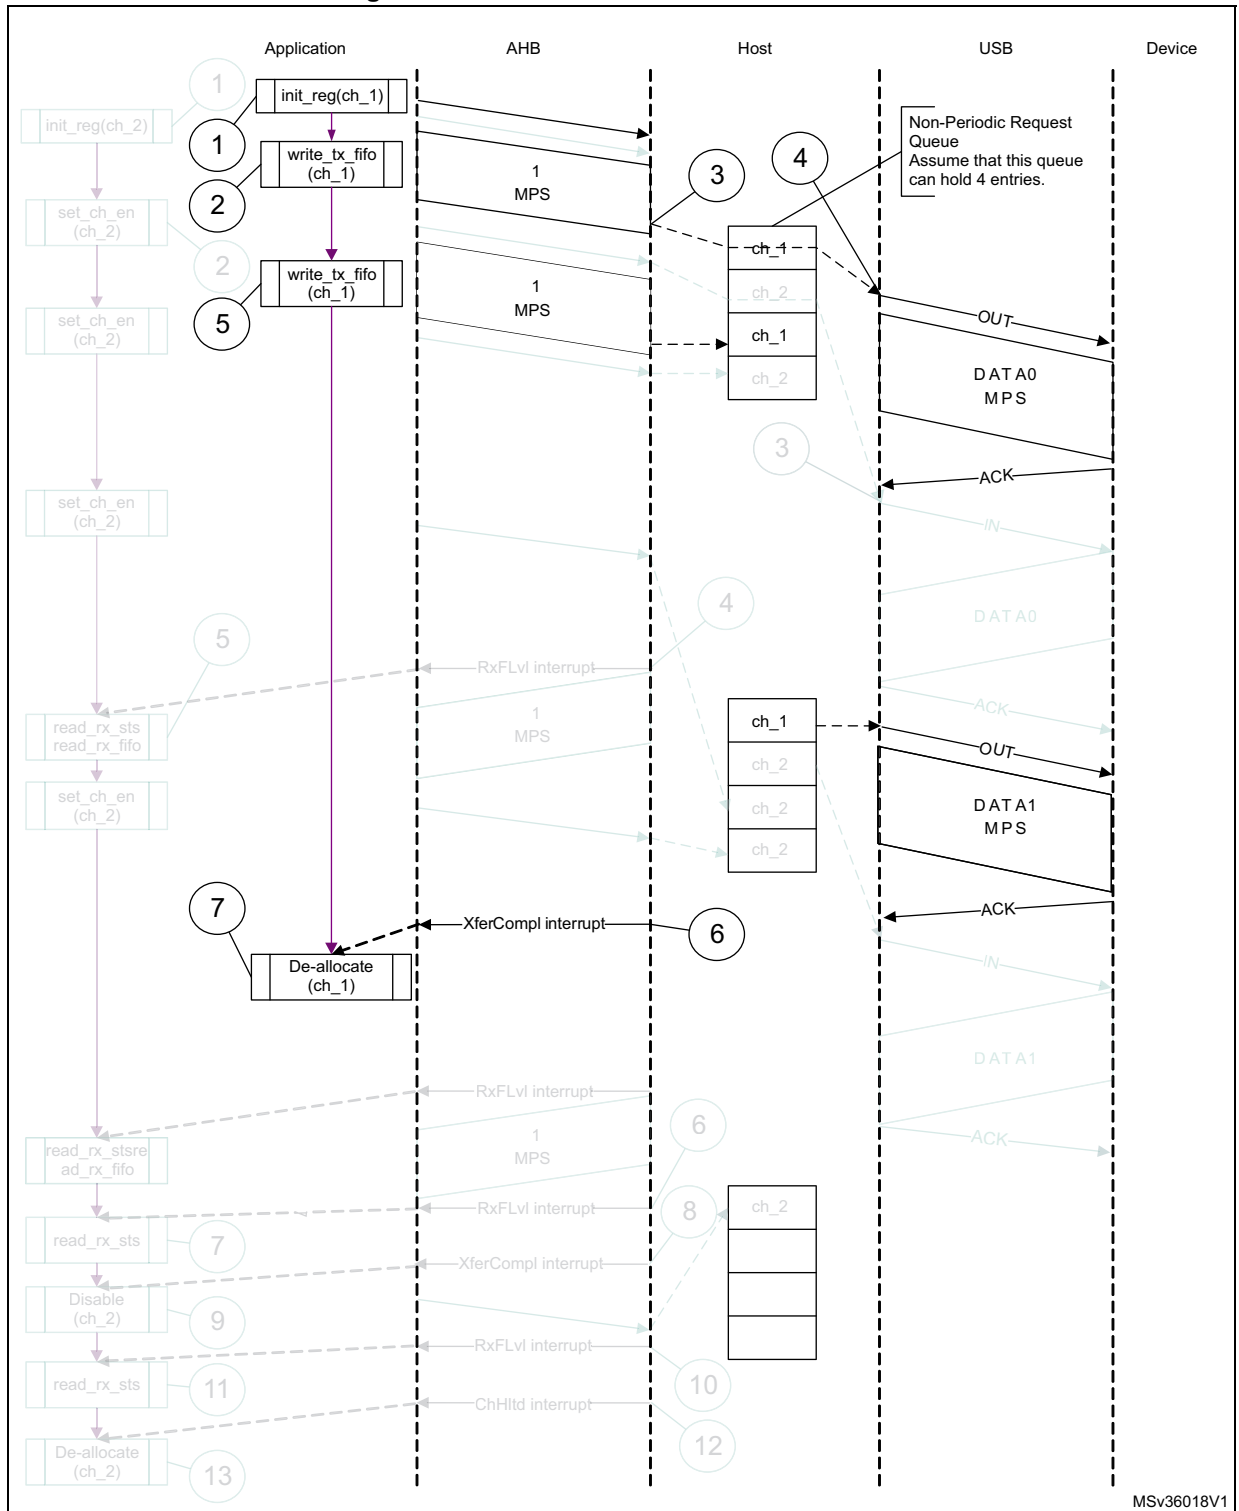 Application
AHB
Host
USB
Device
1
init_reg(ch_1)
init_reg(ch_2)
1
Non-Periodic Request
Queue
Assume that this queue
can hold 4 entries.
write_tx_fifo
(ch_1)
1
MPS
3
4
2
set_ch_en
(ch_2)
2
ch_1
write_tx_fifo
(ch_1)
1
MPS
ch_2
5
set_ch_en
(ch_2)
ch_1
OUT
ch_2
DATA0
MPS
3
ACK
set_ch_en
(ch_2)
IN
4
DATA0
5
RxFLvl interrupt
ACK
read_rx_sts
read_rx_fifo
1
MPS
ch_1
OUT
ch_2
set_ch_en
(ch_2)
ch_2
DATA1
MPS
ch_2
7
XferCompl interrupt
6
ACK
De-allocate
(ch_1)
IN
DATA1
RxFLvl interrupt
6
read_rx_stsre
ad_rx_fifo
1
MPS
ACK
RxFLvl interrupt
8
ch_2
read_rx_sts
7
XferCompl interrupt
Disable
(ch_2)
9
RxFLvl interrupt
read_rx_sts
11
10
ChHltd interrupt
12
De-allocate
(ch_2)
13
MSv36018V1